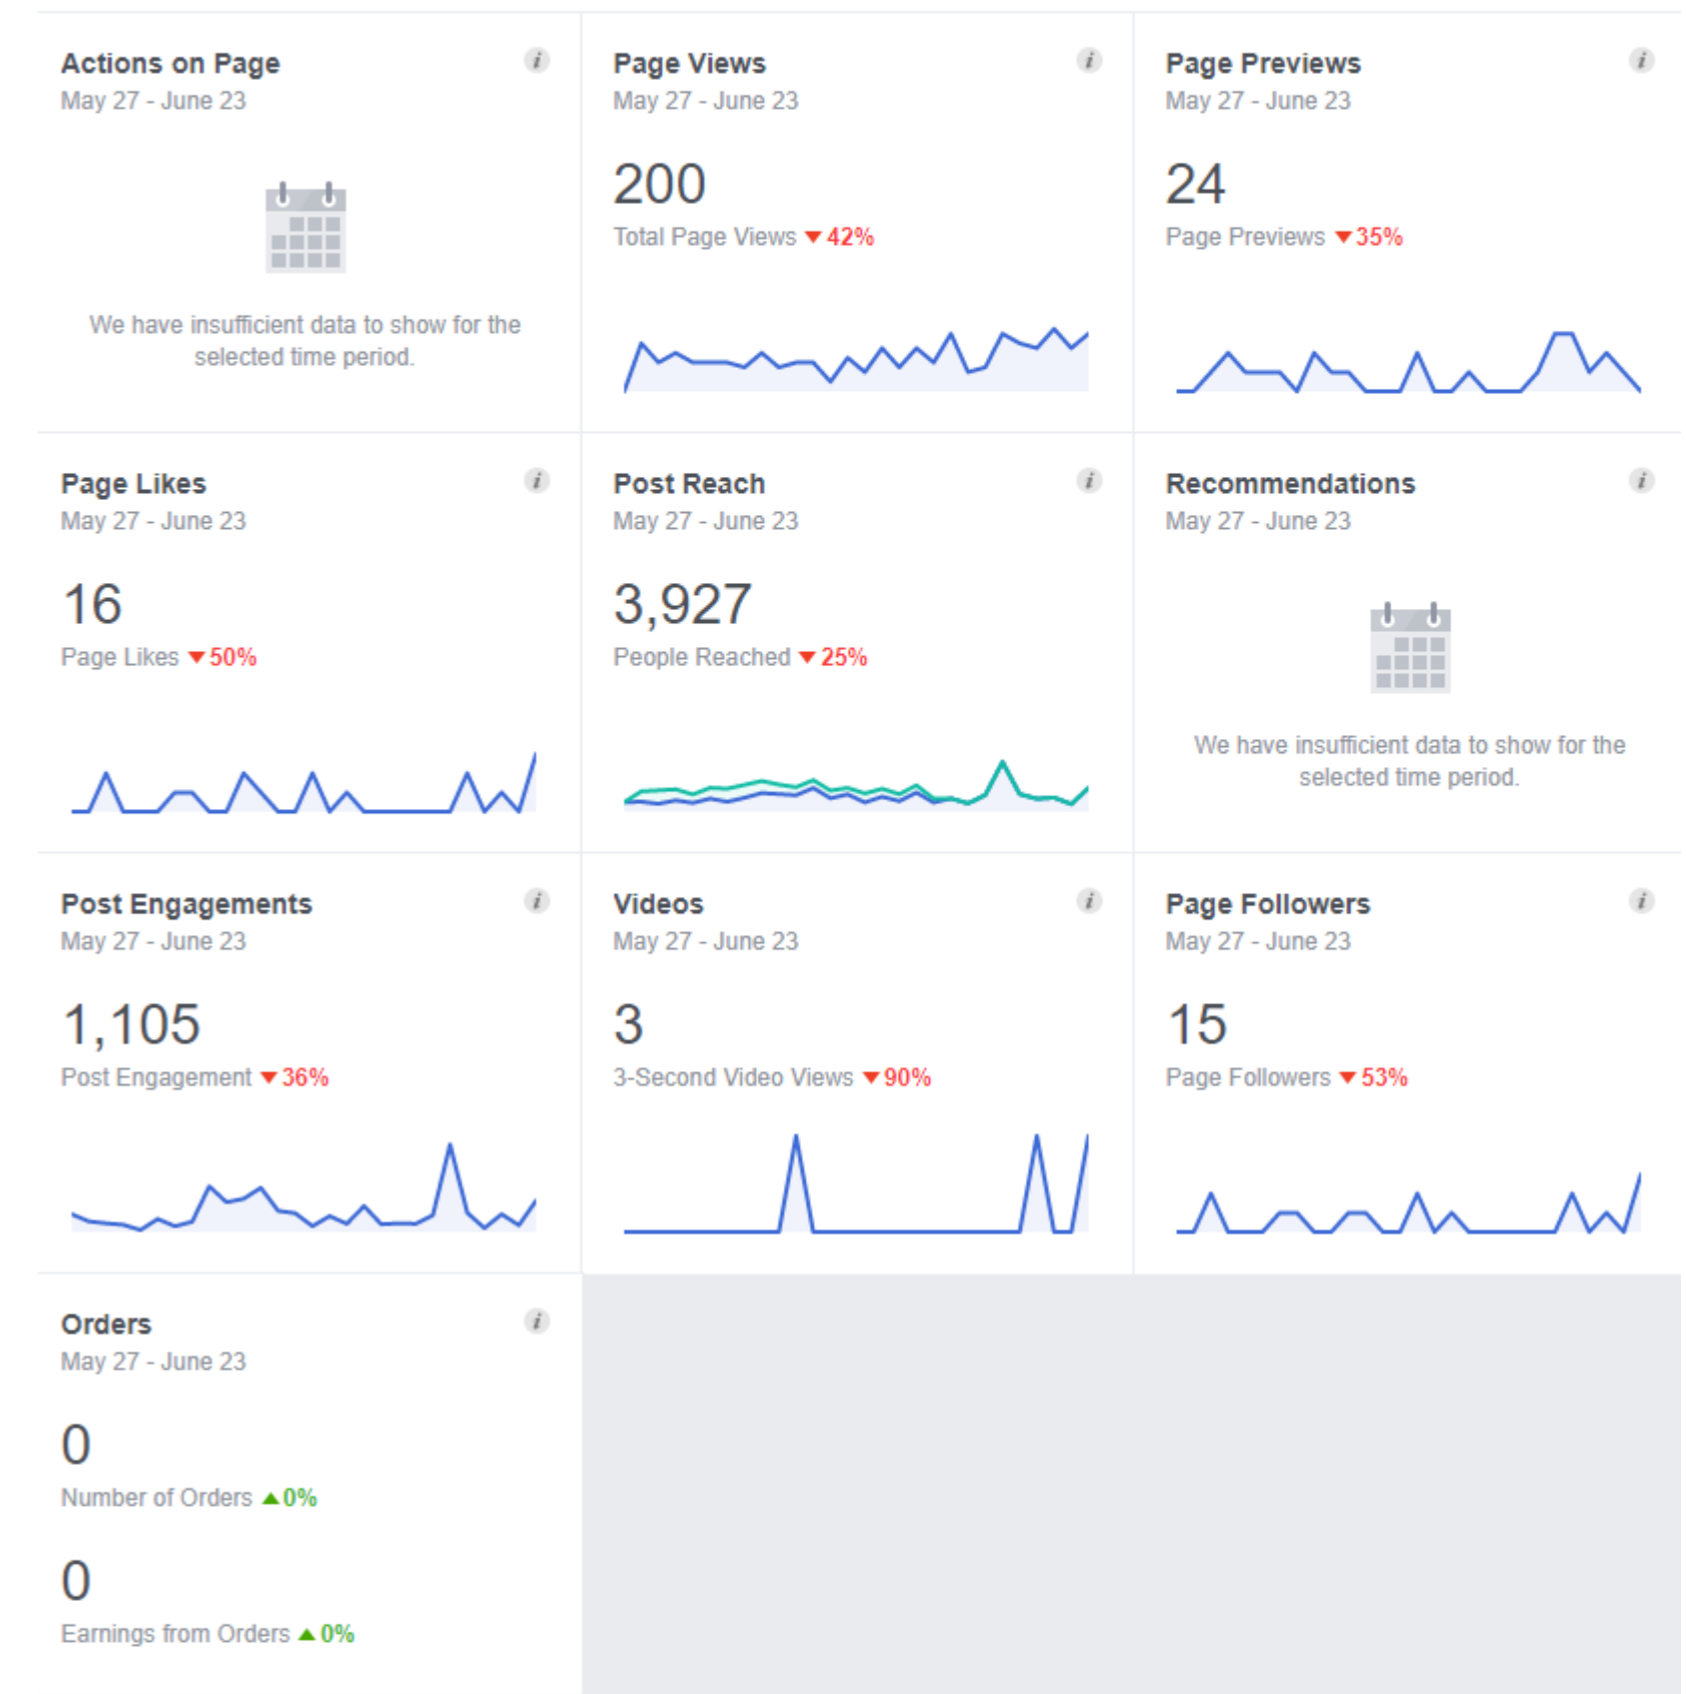 Actions on Page
May 27 - June 23
We have insufficient data to show for the
selected time period.
Page Views
May 27 - June 23
200
Total Page Views ▼42%
Page Previews
May 27 - June 23
24
Page Previews ▼35%
Page Likes
May 27 - June 23
16
Page Likes ▼50%
Post Reach
May 27 - June 23
3,927
People Reached ▼25%
Recommendations
May 27 - June 23
We have insufficient data to show for the
selected time period.
Post Engagements
May 27 - June 23
1,105
Post Engagement ▼36%
Videos
May 27 - June 23
3
3-Second Video Views ▼90%
Page Followers
May 27 - June 23
15
Page Followers ▼53%
Orders
May 27 - June 23
0
Number of Orders ▲0%
0
Earnings from Orders ▲0%